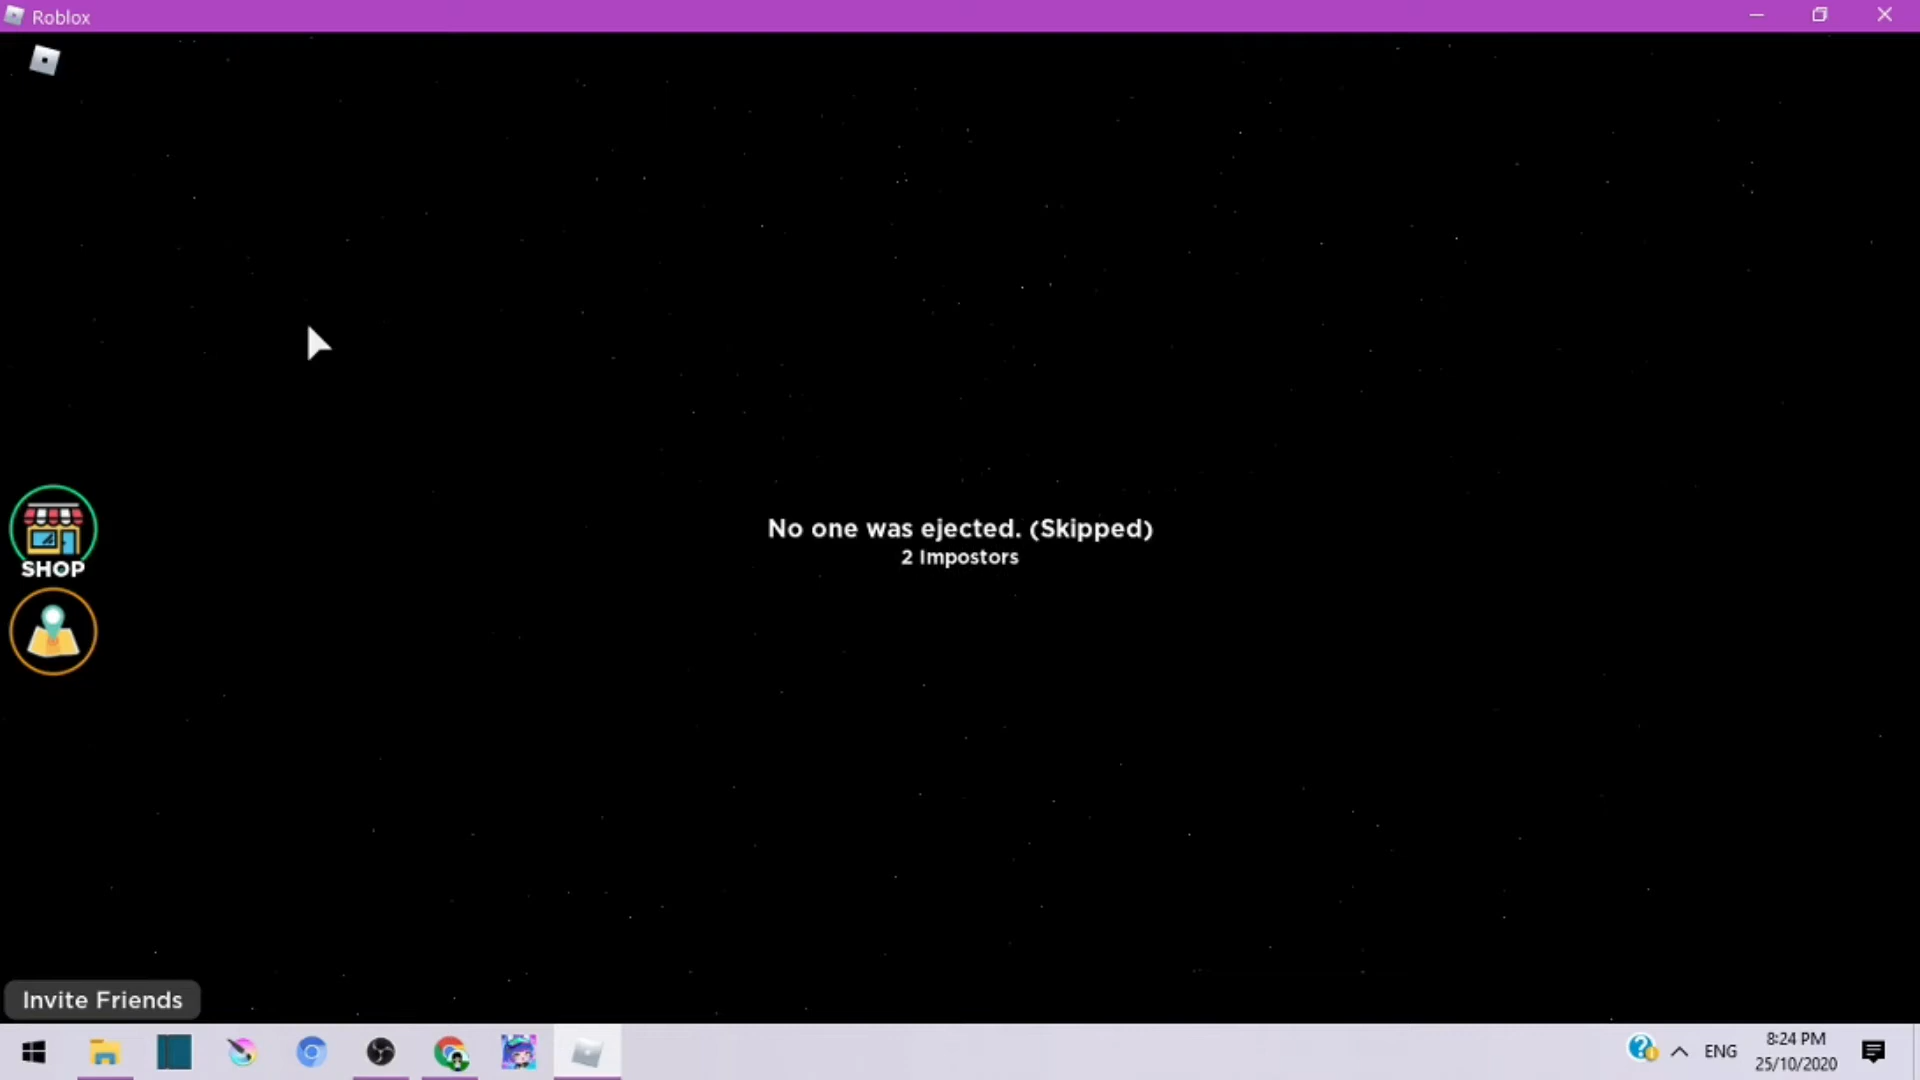 Roblox
No one was ejected. (Skipped)
2 Impostors
SHOP
Invite Friends
ENG
8:24 PM
25/10/2020